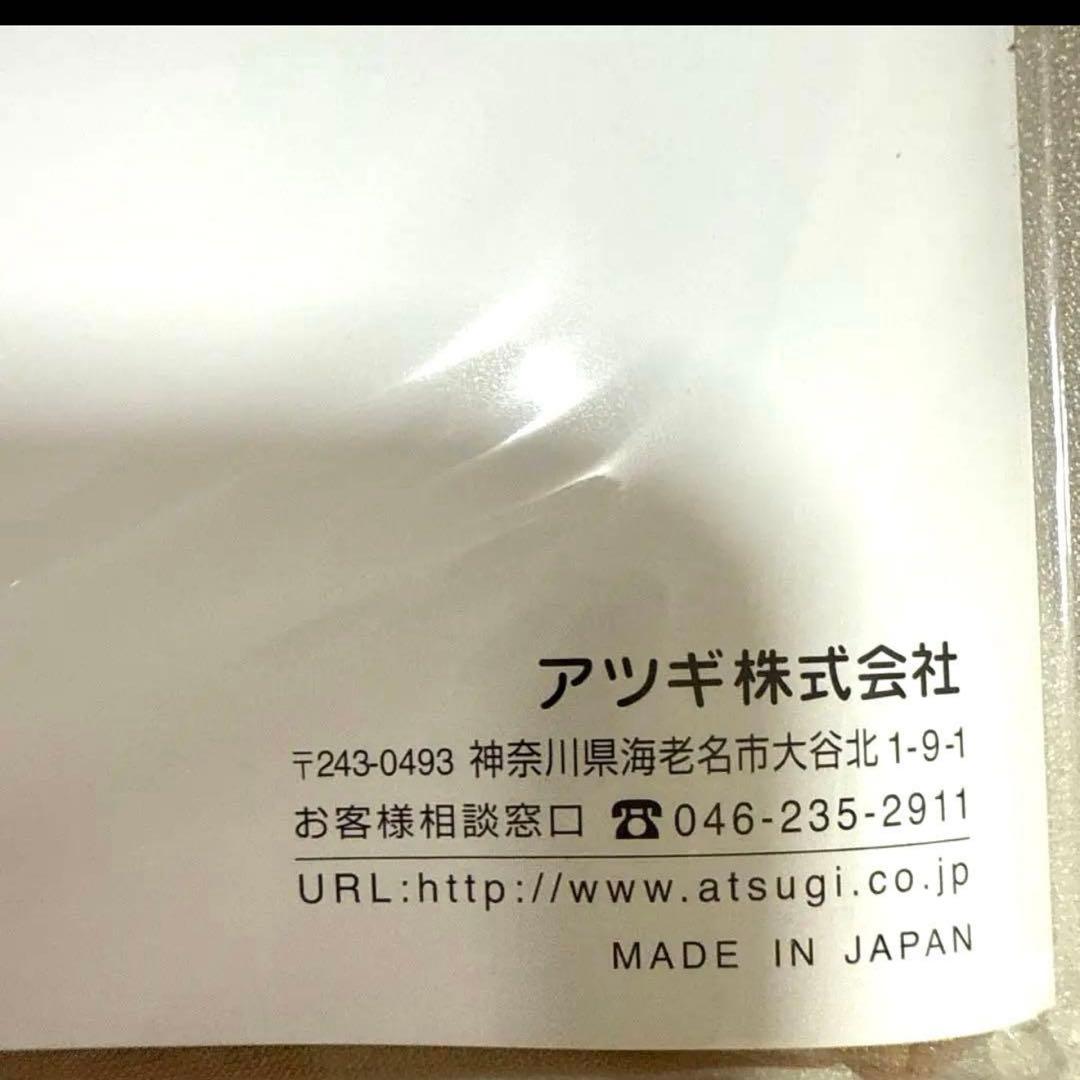 アツギ株式会社
〒243-0493 神奈川県海老名市大谷北1-9-1
お客様相談窓口 ☎046-235-2911
URL:http://www.atsugi.co.jp
MADE IN JAPAN